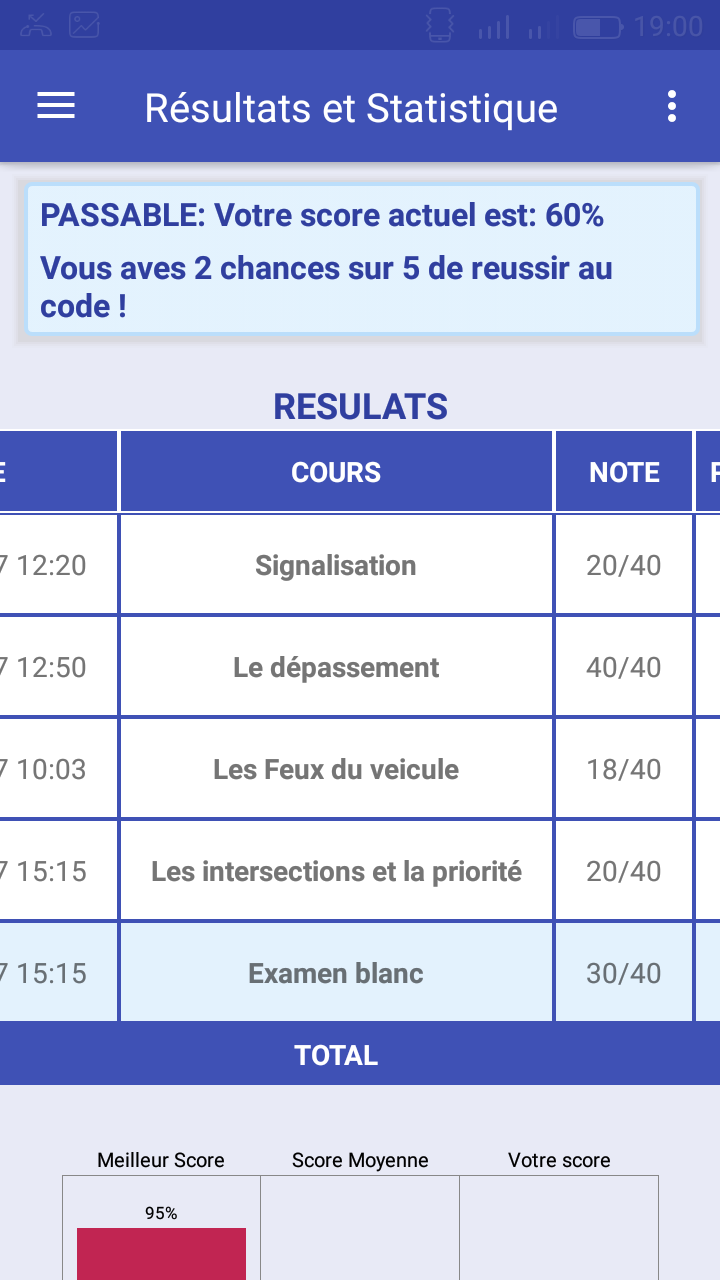 19:00
Résultats et Statistique
PASSABLE: Votre score actuel est: 60%
Vous aves 2 chances sur 5 de reussir au
code !
RESULATS
E COURS NOTE
7 12:20 Signalisation 20/40
7 12:50 Le dépassement 40/40
7 10:03 Les Feux du veicule 18/40
7 15:15 Les intersections et la priorité 20/40
7 15:15 Examen blanc 30/40
TOTAL
Meilleur Score Score Moyenne Votre score
95%